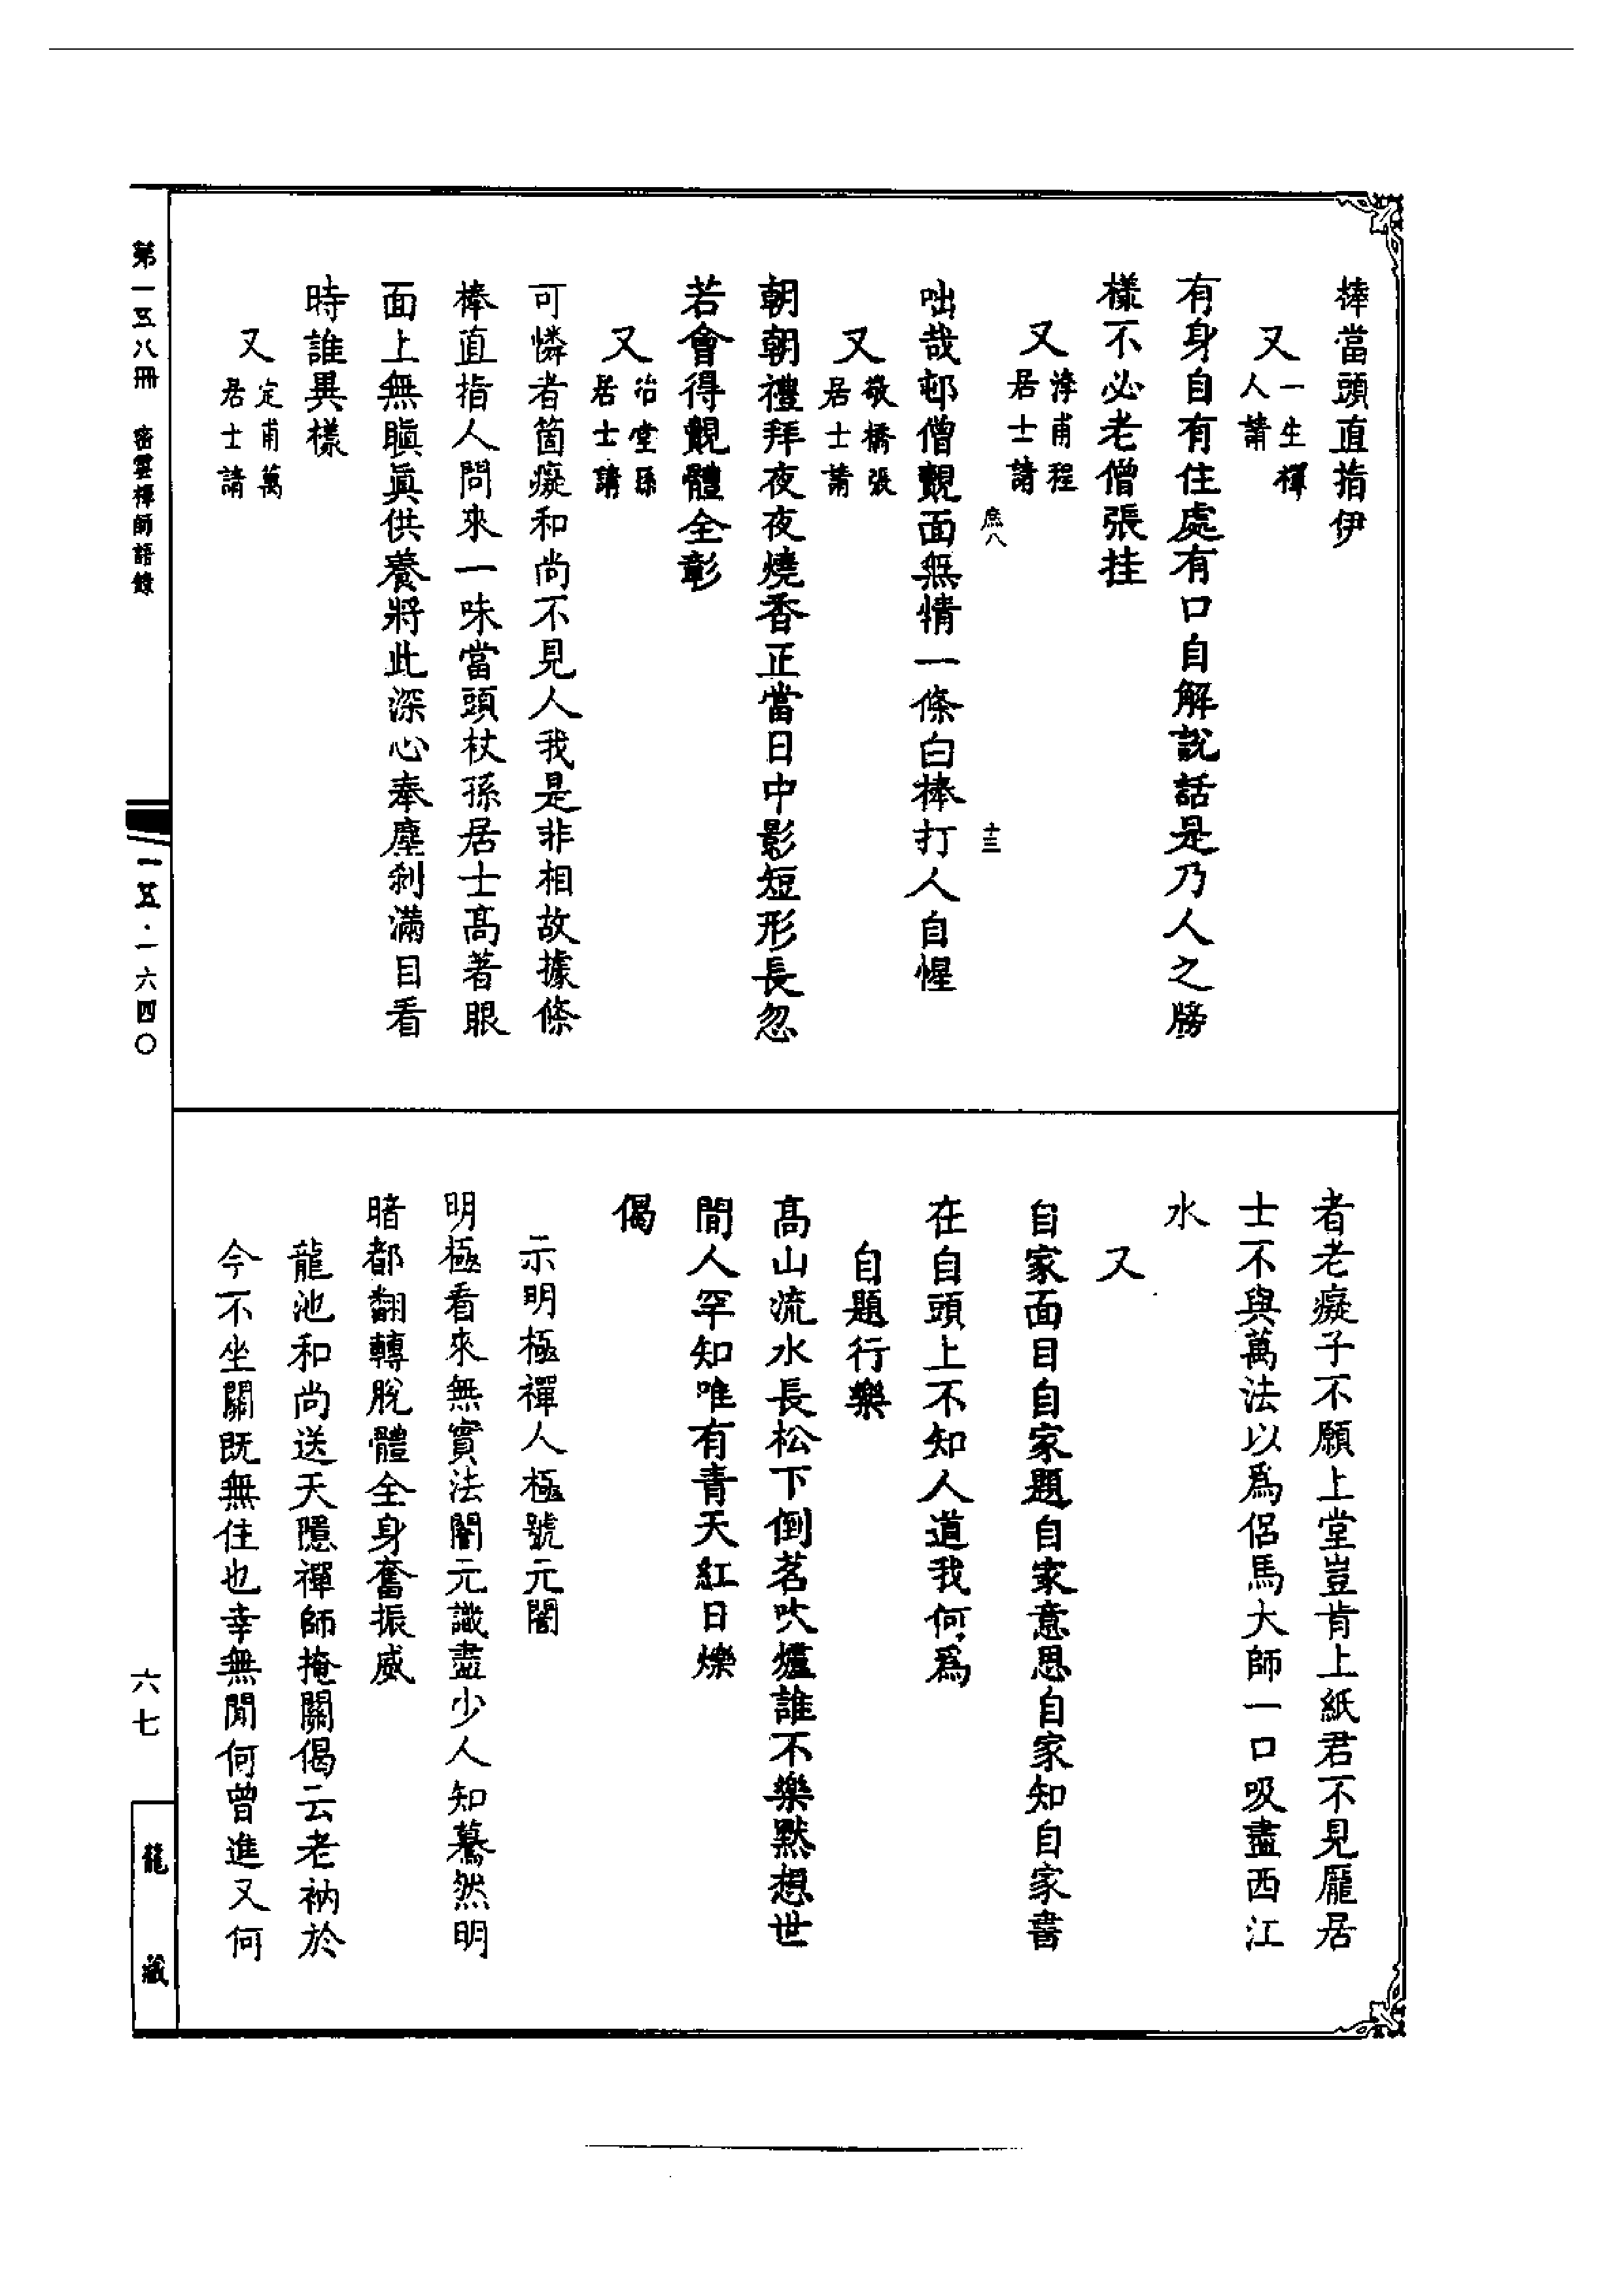 棒當頭直指伊
又 一生禪人請
有身自有住處有口自解說話是乃人之牓
樣不必老僧張挂
又 淳甫程居士請
庶八 十三
咄哉邨僧覿面無情一條白棒打人自惺
又 敬橋張居士請
朝朝禮拜夜夜燒香正當日中影短形長忽
若會得覿體全彰
又 治堂孫居士請
可憐者箇癡和尚不見人我是非相故據條
棒直指人問來一味當頭杖孫居士高著眼
面上無瞋眞供養將此深心奉塵刹滿目看
時誰異樣
又 定甫萬居士請
者老癡子不願上堂豈肯上紙君不見龐居
士不與萬法以爲侶馬大師一口吸盡西江
水
又
自家面目自家題自家意思自家知自家書
在自頭上不知人道我何爲
自題行樂
高山流水長松下倒茗吹爐誰不樂默想世
間人罕知唯有青天紅日爍
偈
示明極禪人極號元闇
明極看來無實法闇元識盡少人知驀然明
暗都翻轉脫體全身奮振威
龍池和尚送天隱禪師掩關偈云老衲於
今不坐關既無住也幸無閒何曾進又何
第一五八冊 密雲禪師語錄
一五·一六四〇
六七
龍藏